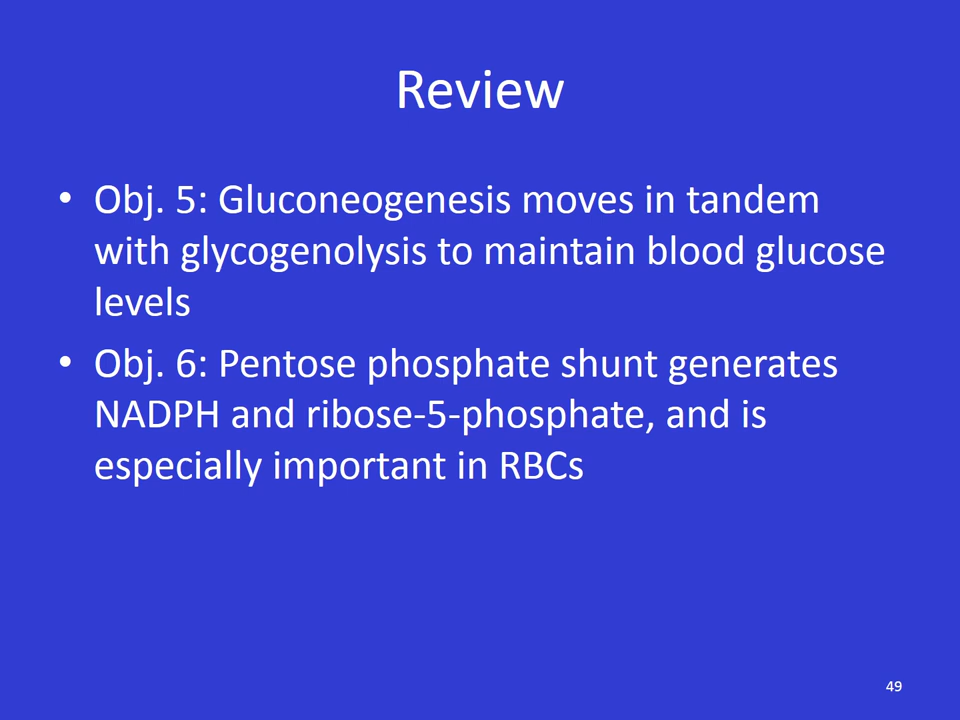 Review
• Obj. 5: Gluconeogenesis moves in tandem
with glycogenolysis to maintain blood glucose
levels
• Obj. 6: Pentose phosphate shunt generates
NADPH and ribose-5-phosphate, and is
especially important in RBCs
49